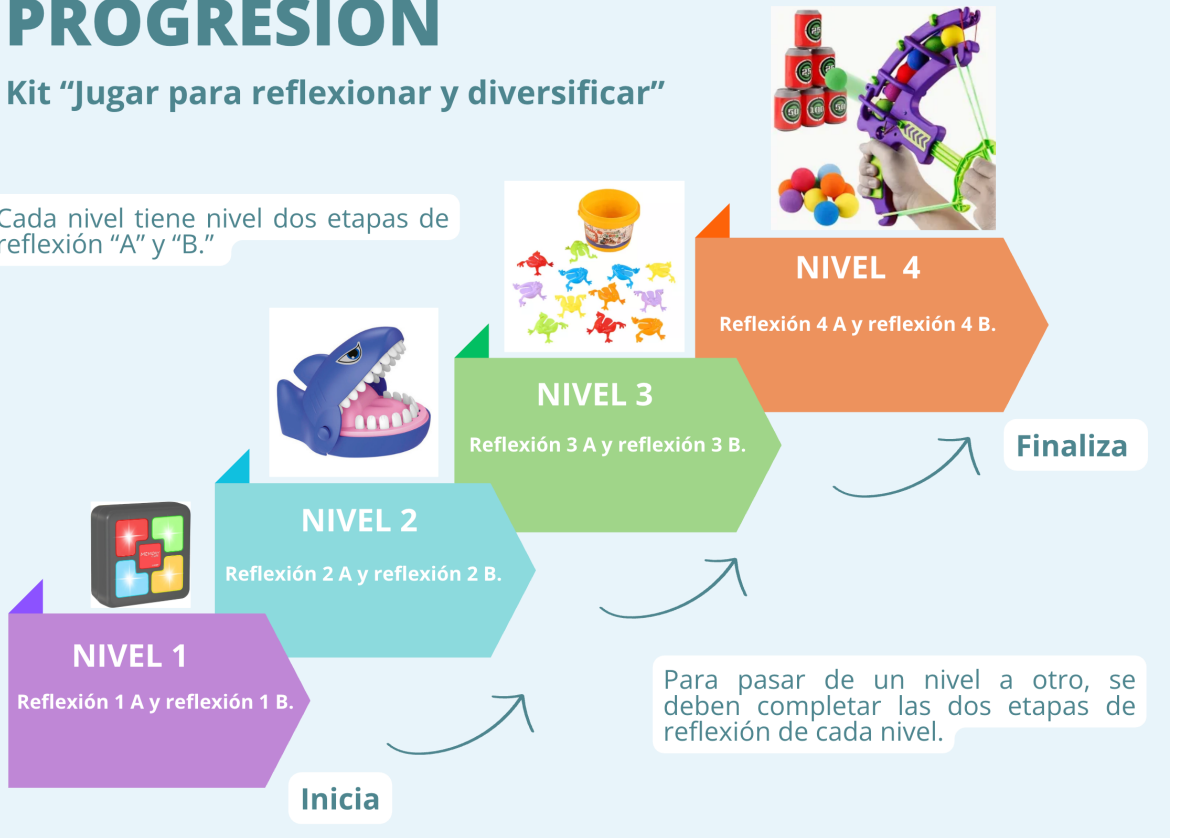 PROGRESIÓN
Kit “Jugar para reflexionar y diversificar”
Cada nivel tiene nivel dos etapas de
reflexión “A” y “B.”
NIVEL 4
Reflexión 4 A y reflexión 4 B.
NIVEL 3
Reflexión 3 A y reflexión 3 B.
Finaliza
NIVEL 2
Reflexión 2 A y reflexión 2 B.
NIVEL 1
Reflexión 1 A y reflexión 1 B.
Para pasar de un nivel a otro, se
deben completar las dos etapas de
reflexión de cada nivel.
Inicia